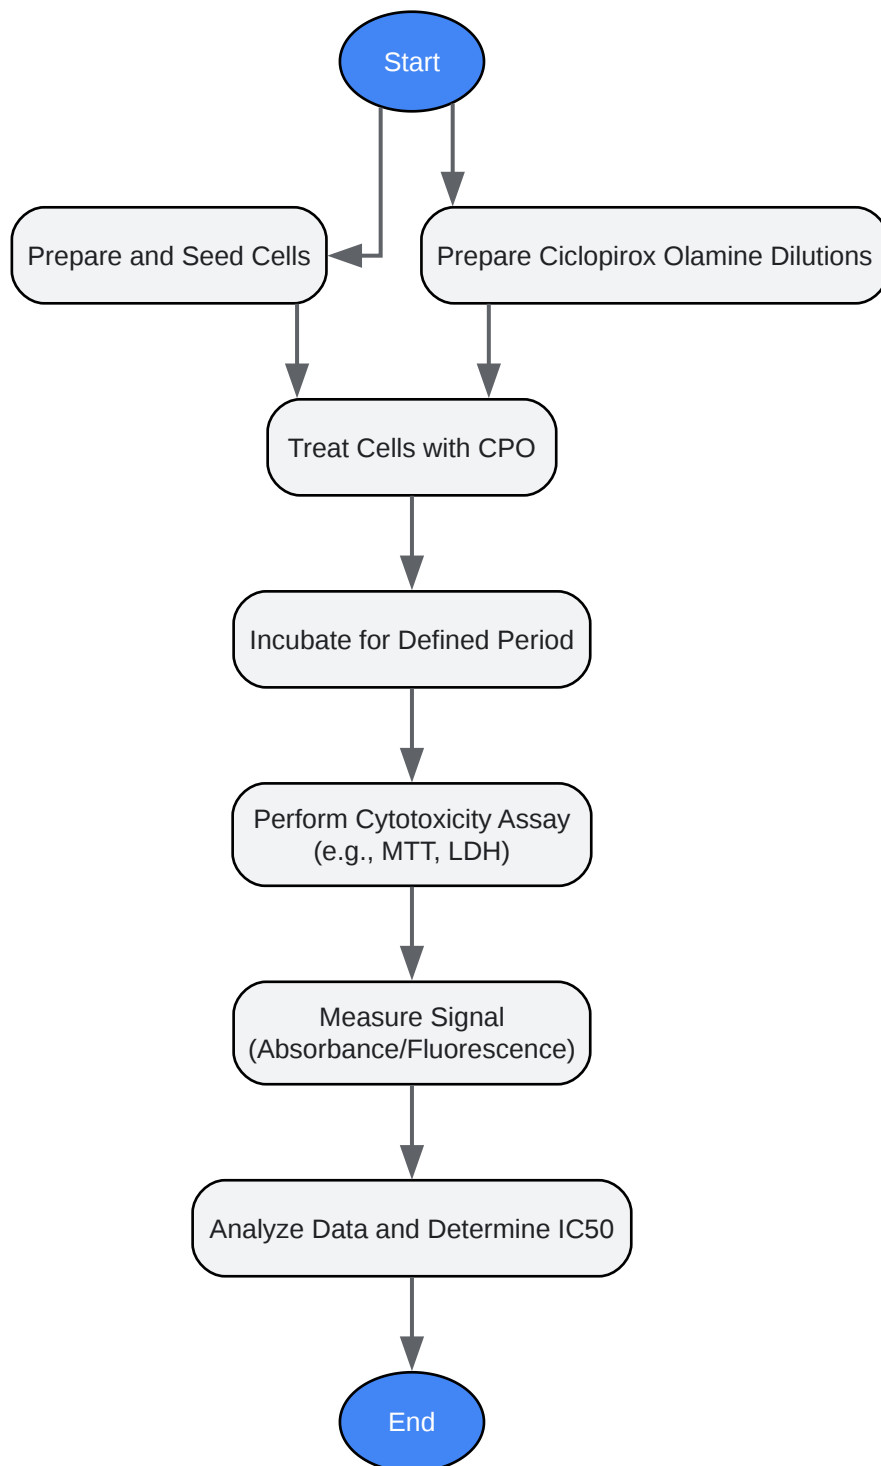 Start
Prepare and Seed Cells
Prepare Ciclopirox Olamine Dilutions
Treat Cells with CPO
Incubate for Defined Period
Perform Cytotoxicity Assay
(e.g., MTT, LDH)
Measure Signal
(Absorbance/Fluorescence)
Analyze Data and Determine IC50
End